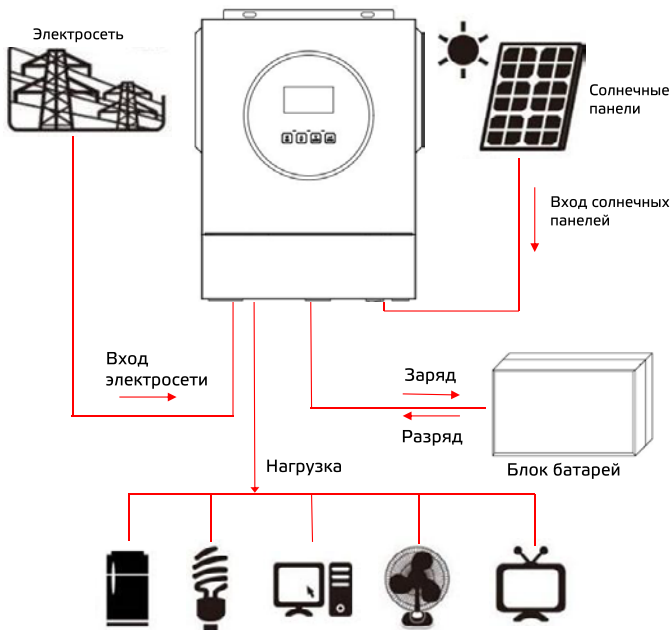 Электросеть
Солнечные
панели
Вход солнечных
панелей
Вход
электросети
Заряд
Разряд
Нагрузка
Блок батарей